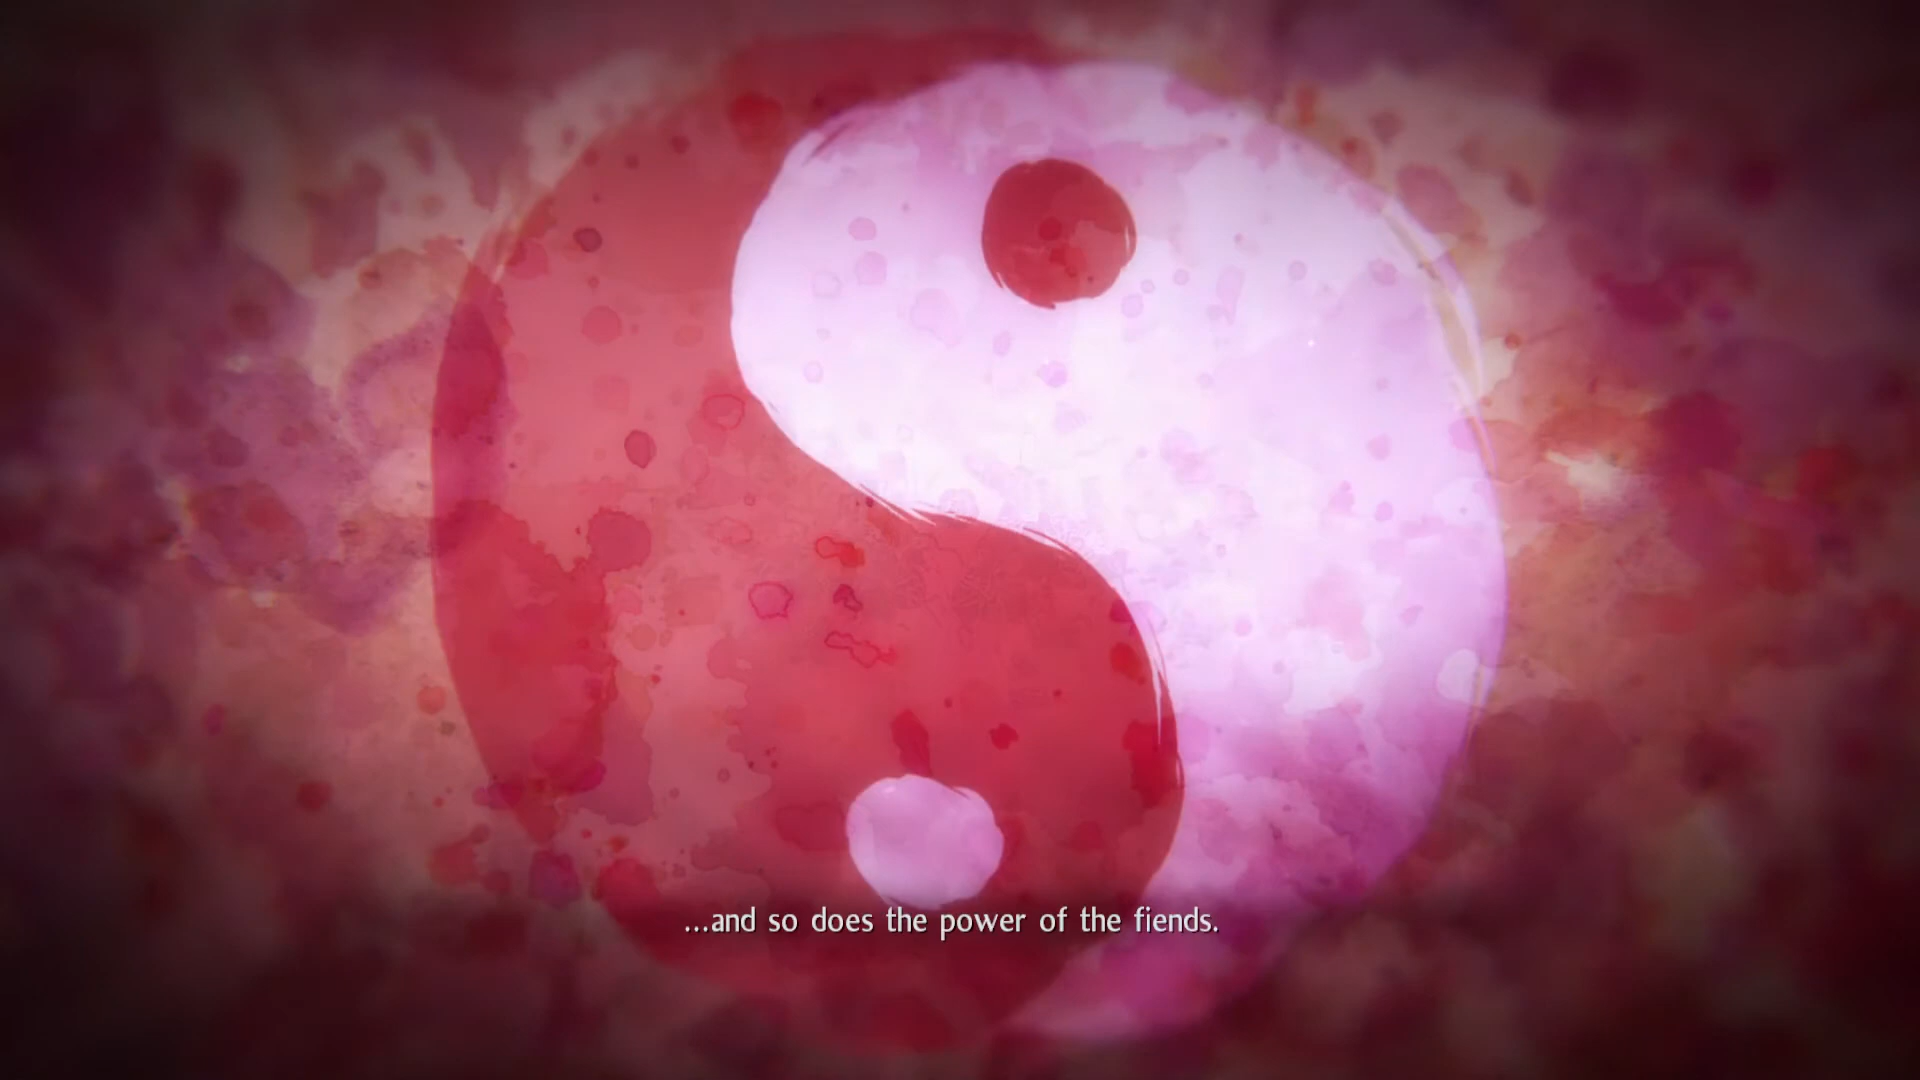 ...and so does the power of the fiends.